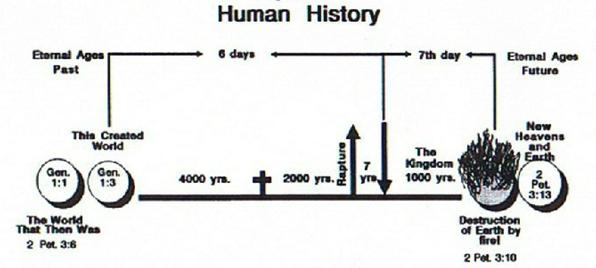 Human History
Eternal Ages
Past
6 days
7th day
Eternal Ages
Future
This Created
World
Gen.
1:1
Gen.
1:3
4000 yrs.
2000 yrs.
Rapture
7
yrs.
The
Kingdom
1000 yrs.
New
Heavens
and
Earth
2
Pet.
3:13
The World
That Then Was
2 Pet. 3:6
Destruction
of Earth by
fire!
2 Pet. 3:10